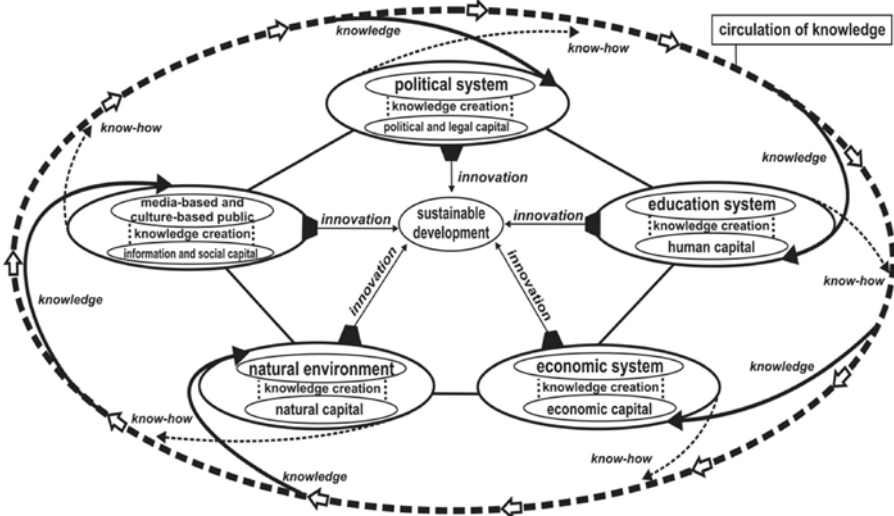 knowledge
know-how
circulation of knowledge
political system
knowledge creation
political and legal capital
know-how
knowledge
innovation
media-based and
culture-based public
knowledge creation
information and social capital
innovation
sustainable
development
innovation
education system
knowledge creation
human capital
know-how
knowledge
innovation
innovation
natural environment
knowledge creation
natural capital
economic system
knowledge creation
economic capital
knowledge
know-how
know-how
knowledge